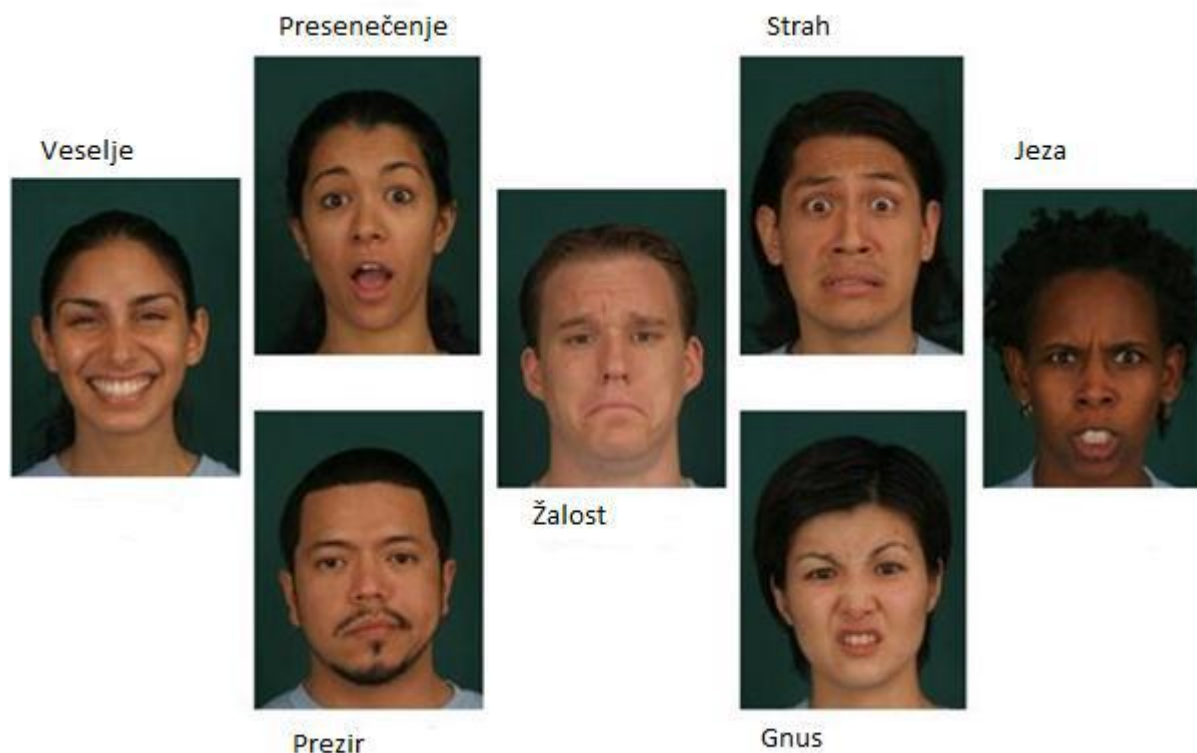 Presenečenje
Strah
Veselje
Jeza
Žalost
Prezir
Gnus